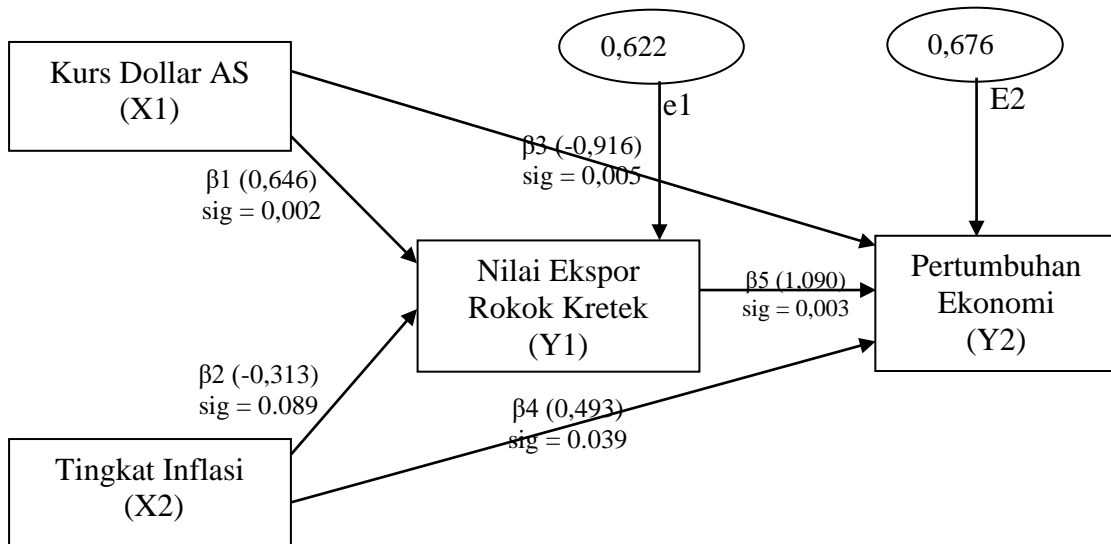 Kurs Dollar AS
(X1)
0,622
0,676
e1
E2
β3 (-0,916)
sig = 0,005
β1 (0,646)
sig = 0,002
Nilai Ekspor
Rokok Kretek
(Y1)
β5 (1,090)
sig = 0,003
Pertumbuhan
Ekonomi
(Y2)
β2 (-0,313)
sig = 0.089
β4 (0,493)
sig = 0.039
Tingkat Inflasi
(X2)